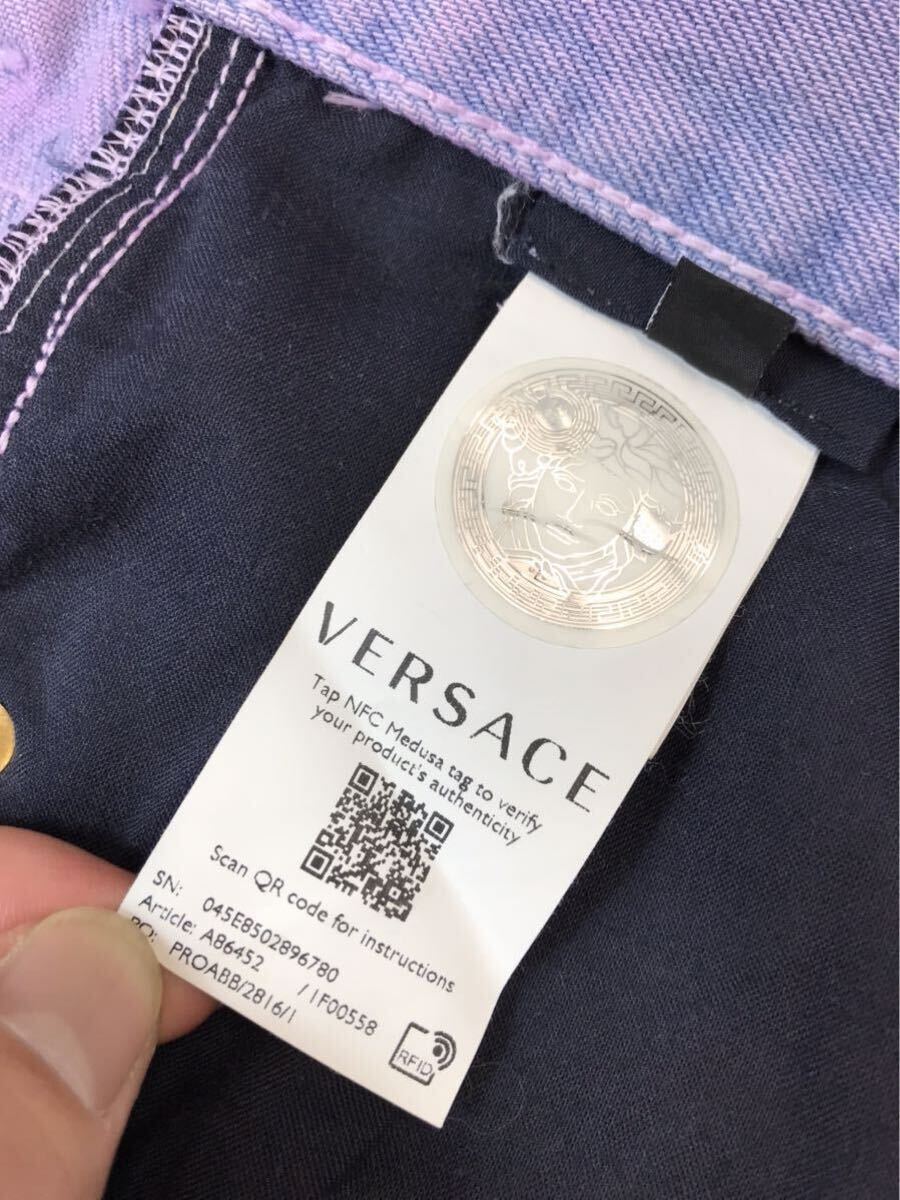 VERSACE
Tap NFC Medusa tag to verify
your product's authenticity
Scan QR code for instructions
SN: 045E8502896780
Article: A86452 /1F00558
PO: PROABB/2816/1
RFID